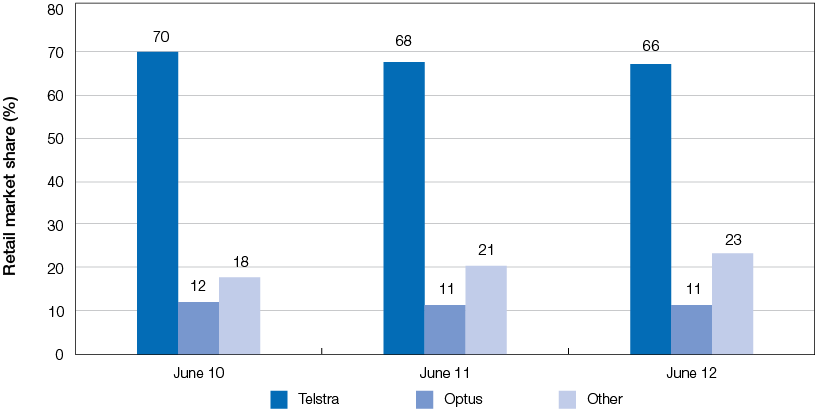 Retail market share (%)
80
70
60
50
40
30
20
10
0
70
12
18
68
11
21
66
11
23
June 10
June 11
June 12
Telstra
Optus
Other